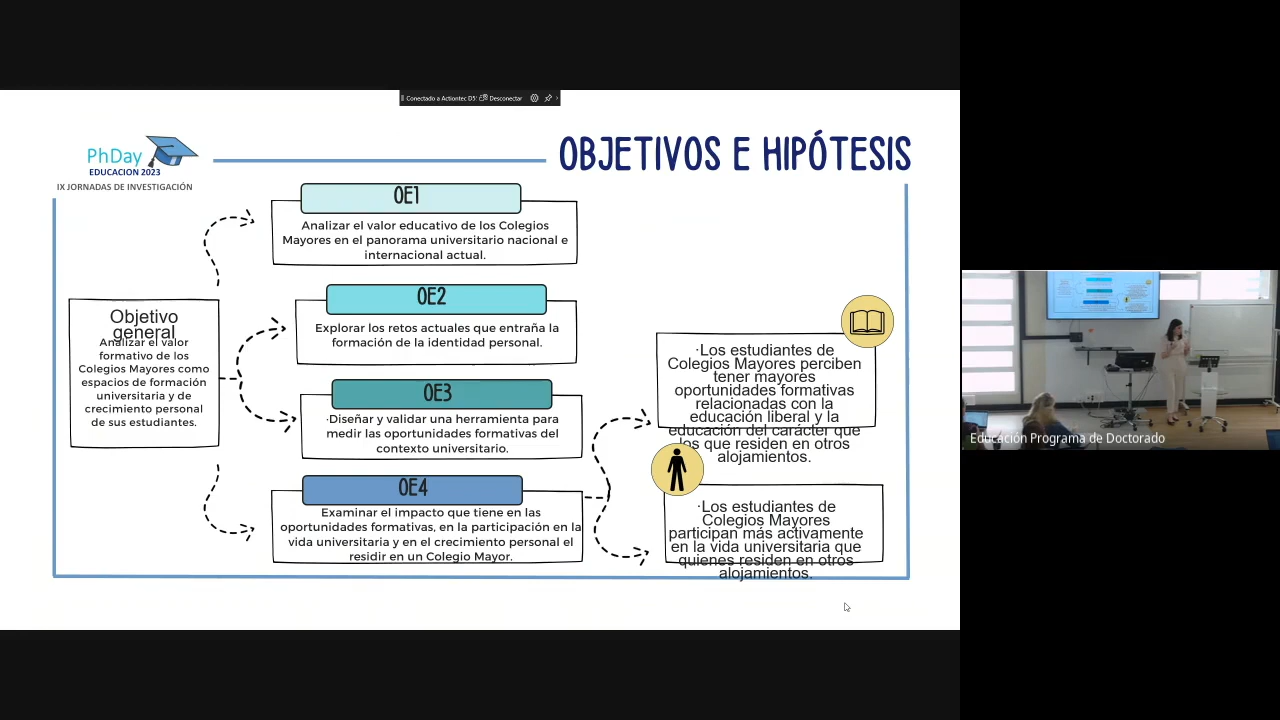 Conectado a Actiontec DS
Desconectar
PhDay
EDUCACION 2023
IX JORNADAS DE INVESTIGACIÓN
OBJETIVOS E HIPÓTESIS
Objetivo
general
Analizar el valor
formativo de los
Colegios Mayores como
espacios de formación
universitaria y de
crecimiento personal
de sus estudiantes.
OE1
Analizar el valor educativo de los Colegios
Mayores en el panorama universitario nacional e
internacional actual.
OE2
Explorar los retos actuales que entraña la
formación de la identidad personal.
OE3
·Diseñar y validar una herramienta para
medir las oportunidades formativas del
contexto universitario.
OE4
Examinar el impacto que tiene en las
oportunidades formativas, en la participación en la
vida universitaria y en el crecimiento personal el
residir en un Colegio Mayor.
·Los estudiantes de
Colegios Mayores perciben
tener mayores
oportunidades formativas
relacionadas con la
educación liberal y la
educación del carácter que
los que residen en otros
alojamientos.
·Los estudiantes de
Colegios Mayores
participan más activamente
en la vida universitaria que
quienes residen en otros
alojamientos.
Educación Programa de Doctorado